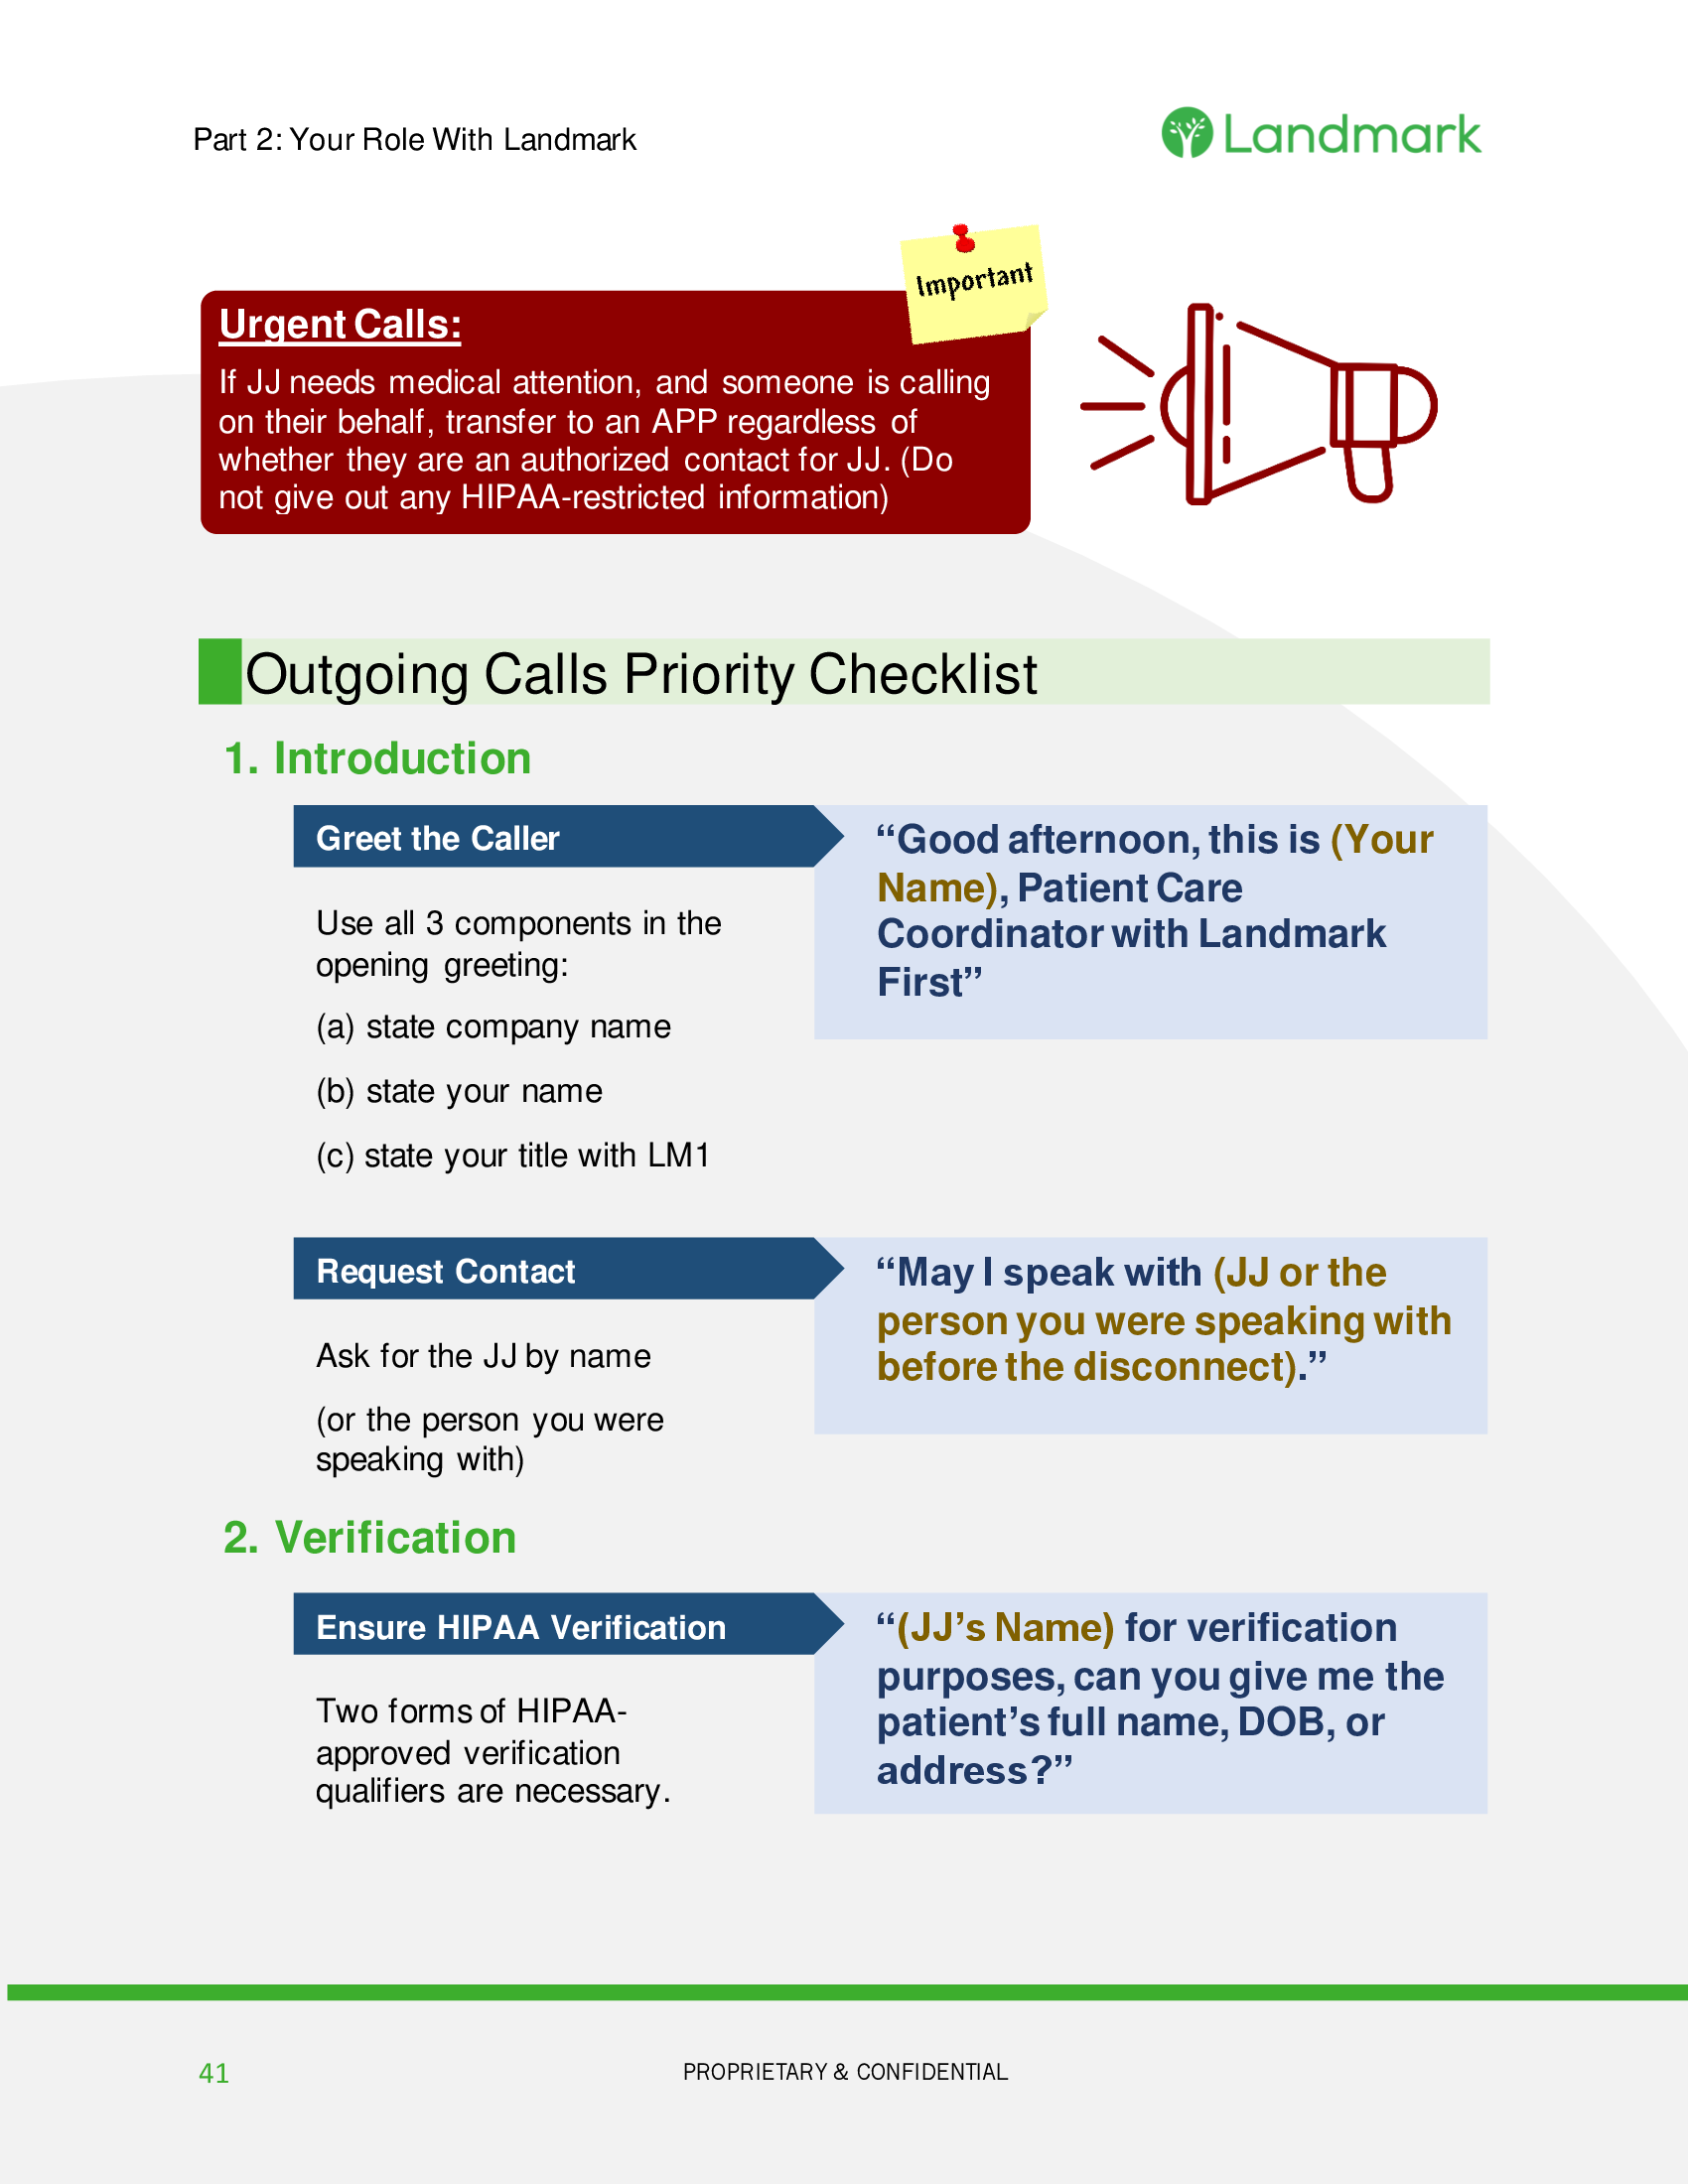 Part 2: Your Role With Landmark
Landmark
Important
Urgent Calls:
If JJ needs medical attention, and someone is calling
on their behalf, transfer to an APP regardless of
whether they are an authorized contact for JJ. (Do
not give out any HIPAA-restricted information)
Outgoing Calls Priority Checklist
1. Introduction
Greet the Caller
Use all 3 components in the
opening greeting:
(a) state company name
(b) state your name
(c) state your title with LM1
“Good afternoon, this is (Your
Name), Patient Care
Coordinator with Landmark
First”
Request Contact
Ask for the JJ by name
(or the person you were
speaking with)
“May I speak with (JJ or the
person you were speaking with
before the disconnect).”
2. Verification
Ensure HIPAA Verification
Two forms of HIPAA-
approved verification
qualifiers are necessary.
“(JJ’s Name) for verification
purposes, can you give me the
patient’s full name, DOB, or
address?”
41
PROPRIETARY & CONFIDENTIAL